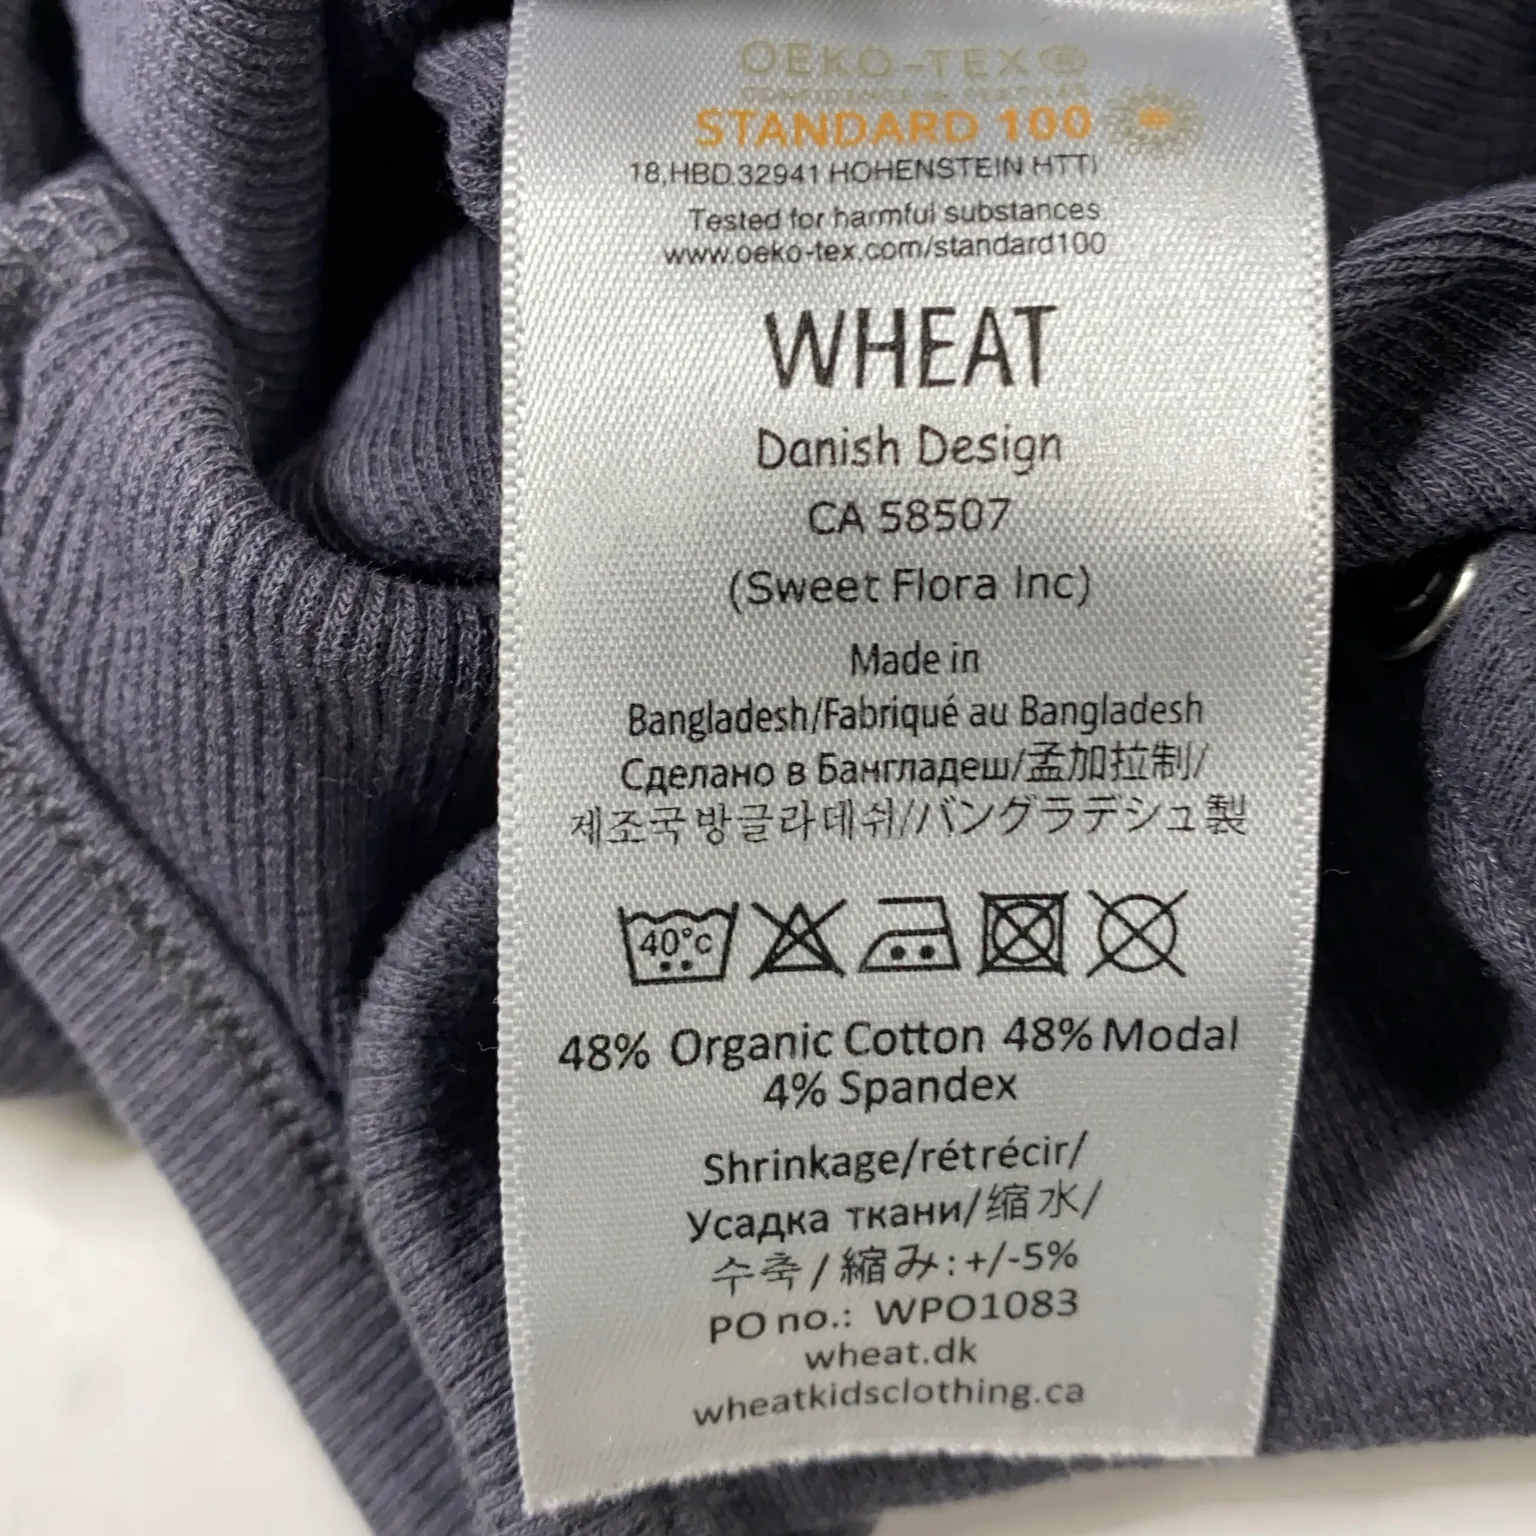 OEKO-TEX®
CONFIDENCE IN TEXTILES
STANDARD 100
18.HBD.32941 HOHENSTEIN HTTI
Tested for harmful substances
www.oeko-tex.com/standard100
WHEAT
Danish Design
CA 58507
(Sweet Flora Inc)
Made in
Bangladesh/Fabriqué au Bangladesh
Сделано в Бангладеш/孟加拉制/
제조국방글라데쉬//バングラデシュ製
40°c
48% Organic Cotton 48% Modal
4% Spandex
Shrinkage/rétrécir/
Усадка ткани/缩水/
수축/縮み:+/-5%
PO no.: WPO1083
wheat.dk
wheatkidsclothing.ca